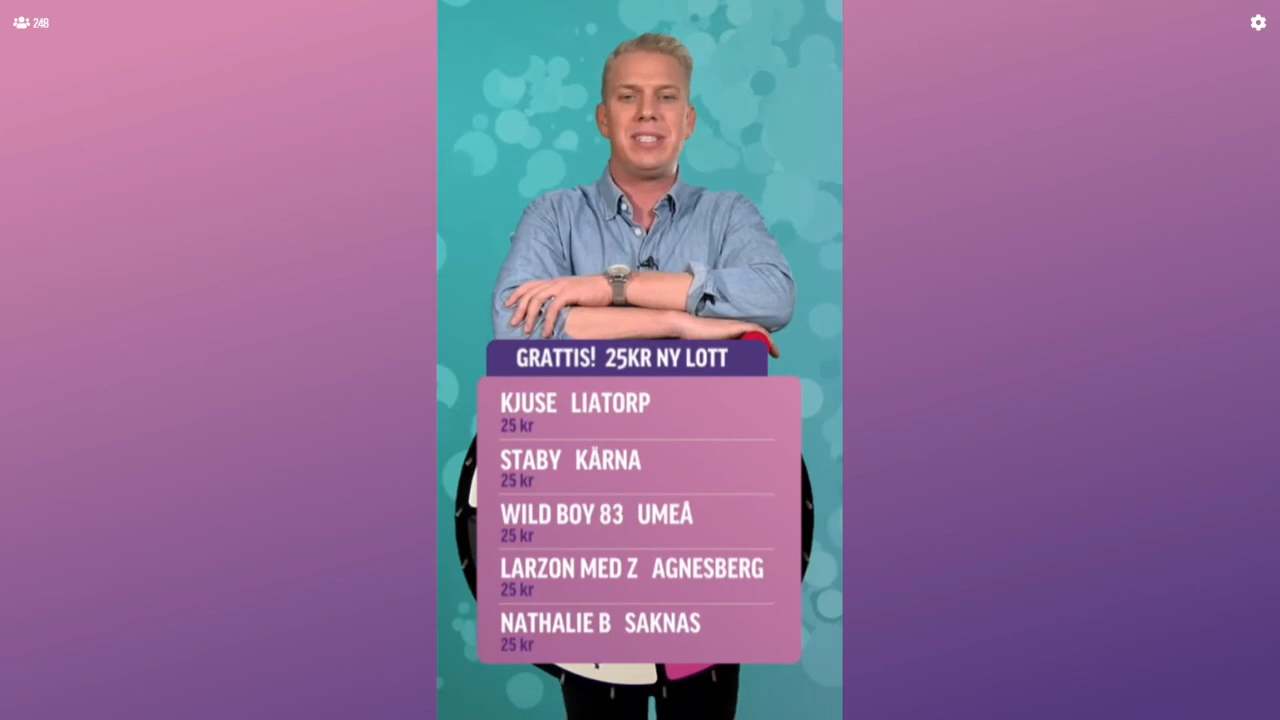 248
GRATTIS! 25KR NY LOTT
KJUSE LIATORP
25 kr
STABY KÄRNA
25 kr
WILD BOY 83 UMEÅ
25 kr
LARZON MED Z AGNESBERG
25 kr
NATHALIE B SAKNAS
25 kr